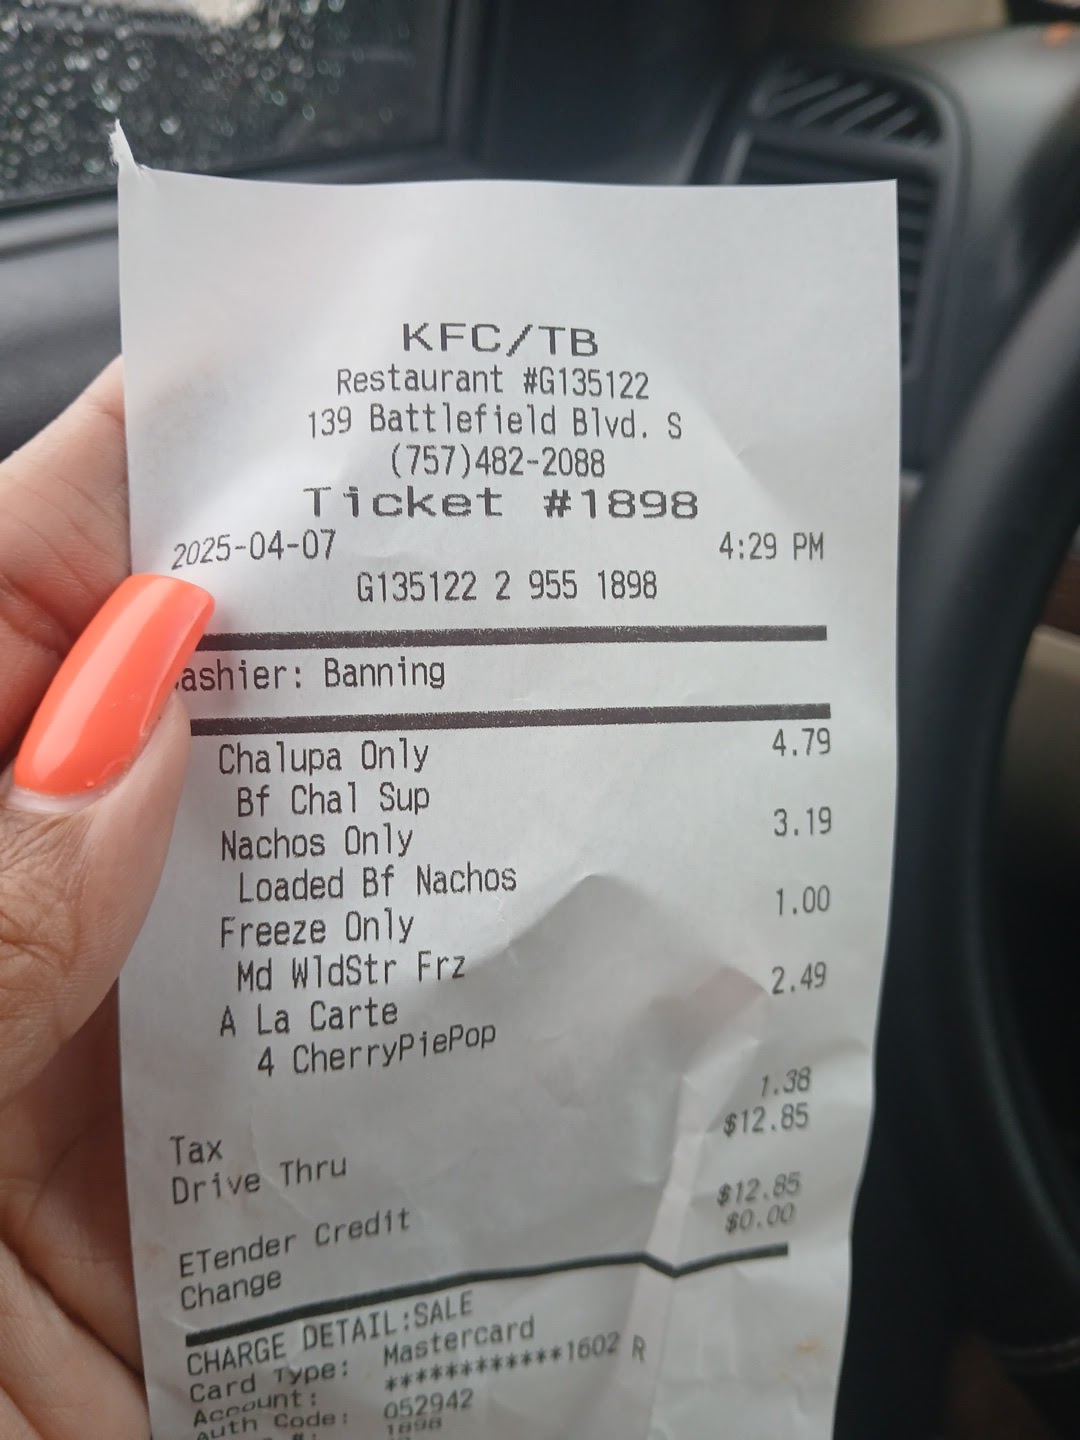 KFC/TB
Restaurant #G135122
139 Battlefield Blvd. S
(757)482-2088
Ticket #1898
2025-04-07 4:29 PM
G135122 2 955 1898
ashier: Banning
Chalupa Only 4.79
Bf Chal Sup
Nachos Only 3.19
Loaded Bf Nachos
Freeze Only 1.00
Md WldStr Frz
A La Carte 2.49
4 CherryPiePop
Tax 1.38
Drive Thru $12.85
ETender Credit $12.85
Change $0.00
CHARGE DETAIL:SALE
Card Type: Mastercard
Account: ************1602 R
Auth Code: 052942
1898